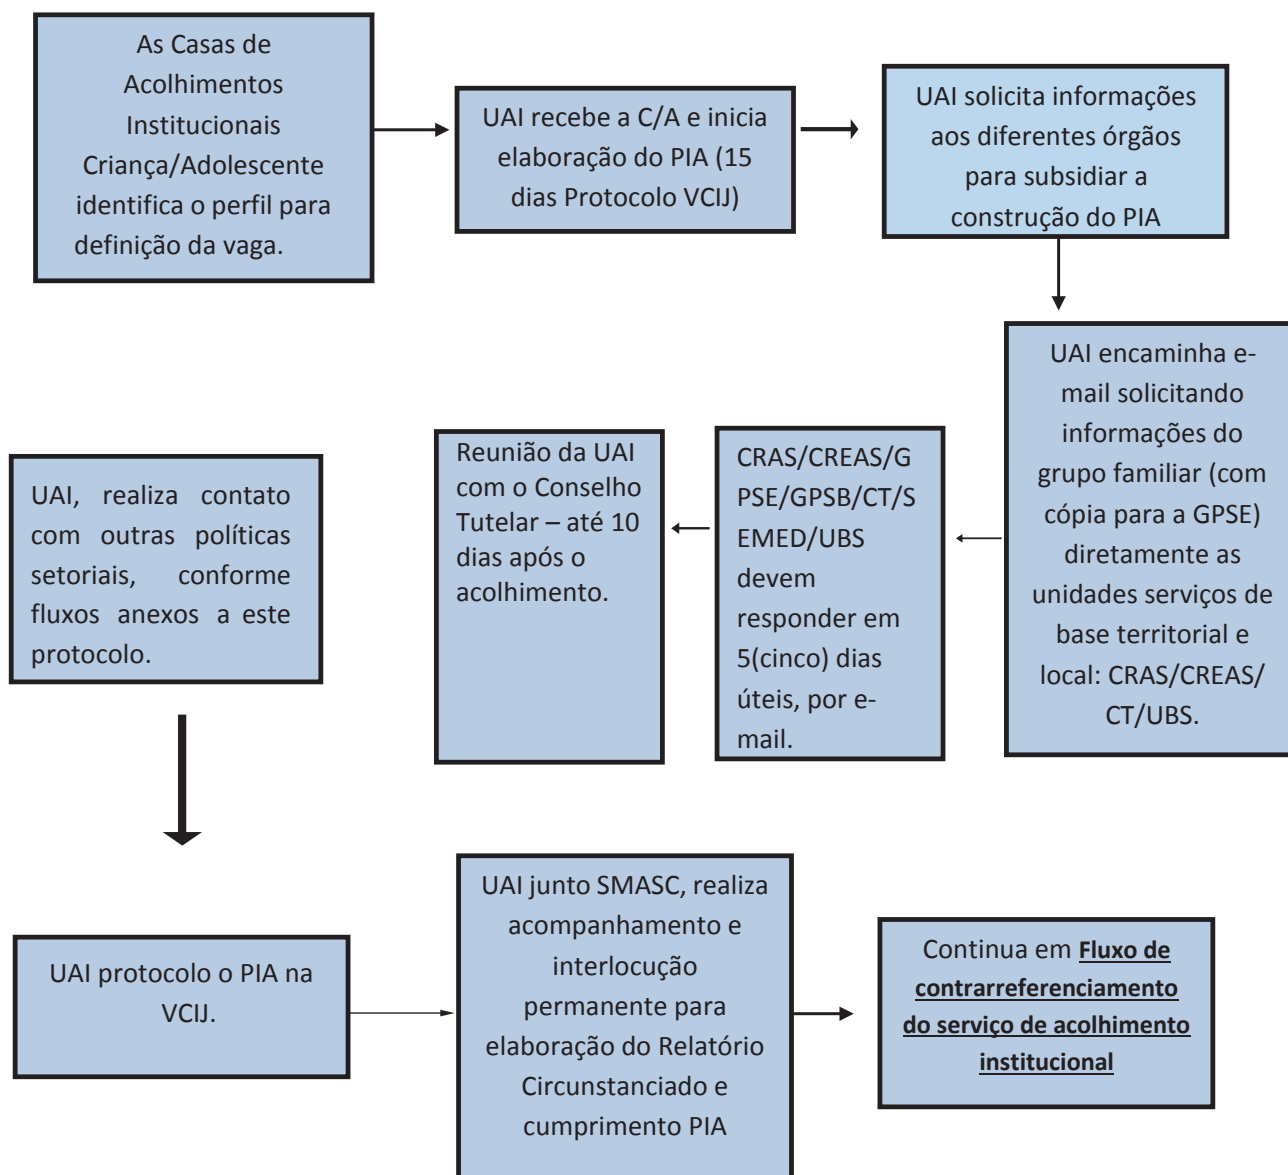 As Casas de
Acolhimentos
Institucionais
Criança/Adolescente
identifica o perfil para
definição da vaga.
UAI recebe a C/A e inicia
elaboração do PIA (15
dias Protocolo VCIJ)
UAI solicita informações
aos diferentes órgãos
para subsidiar a
construção do PIA
UAI encaminha e-
mail solicitando
informações do
grupo familiar (com
cópia para a GPSE)
diretamente as
unidades serviços de
base territorial e
local: CRAS/CREAS/
CT/UBS.
CRAS/CREAS/G
PSE/GPSB/CT/S
EMED/UBS
devem
responder em
5(cinco) dias
úteis, por e-
mail.
Reunião da UAI
com o Conselho
Tutelar – até 10
dias após o
acolhimento.
UAI, realiza contato
com outras políticas
setoriais, conforme
fluxos anexos a este
protocolo.
UAI protocolo o PIA na
VCIJ.
UAI junto SMASC, realiza
acompanhamento e
interlocução
permanente para
elaboração do Relatório
Circunstanciado e
cumprimento PIA
Continua em Fluxo de
contrarreferenciamento
do serviço de acolhimento
institucional